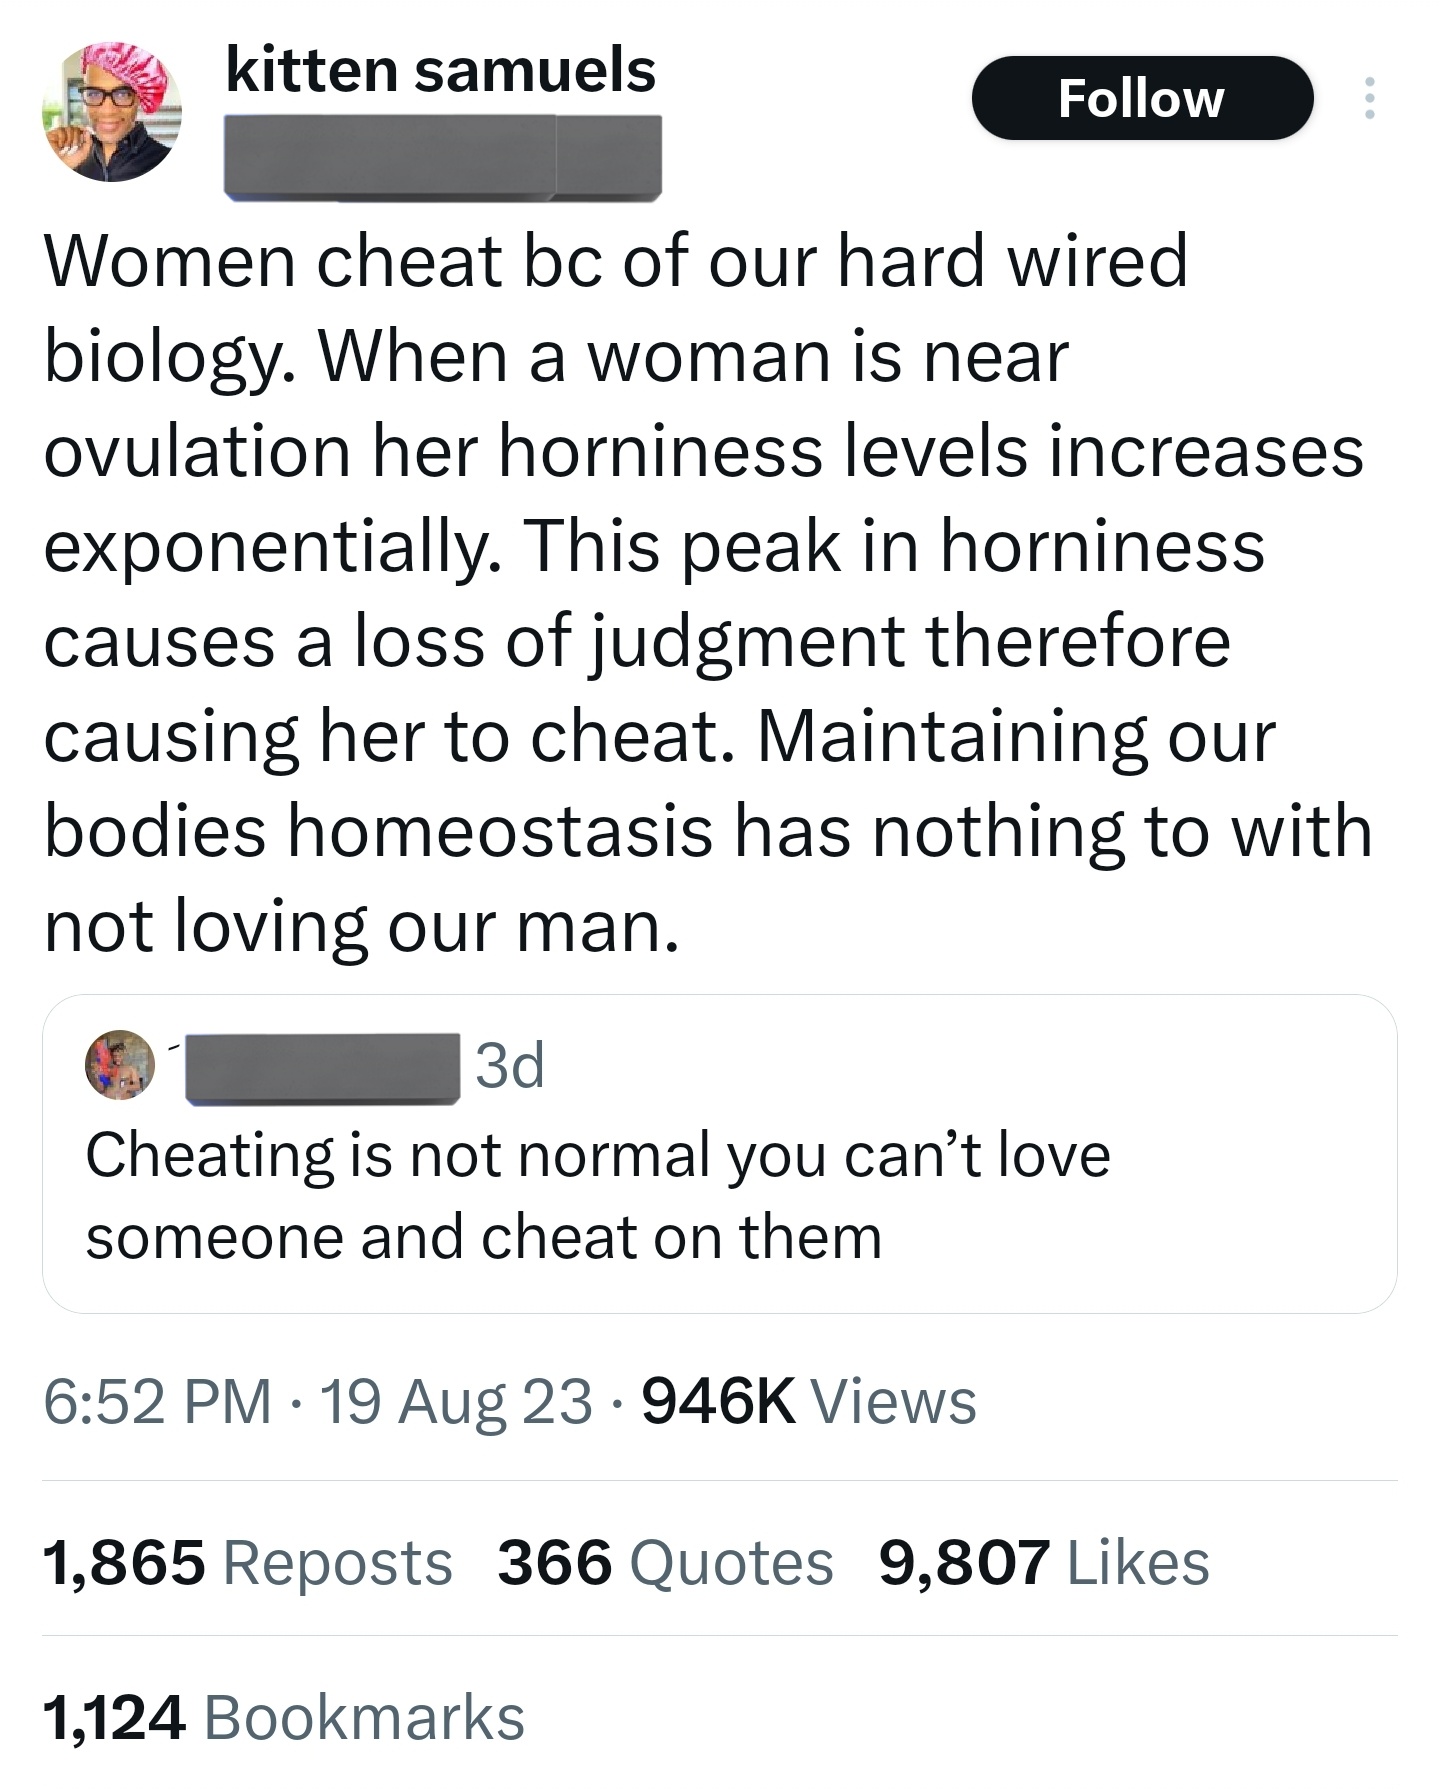 kitten samuels
Follow
Women cheat bc of our hard wired
biology. When a woman is near
ovulation her horniness levels increases
exponentially. This peak in horniness
causes a loss of judgment therefore
causing her to cheat. Maintaining our
bodies homeostasis has nothing to with
not loving our man.
3d
Cheating is not normal you can’t love
someone and cheat on them
6:52 PM · 19 Aug 23 · 946K Views
1,865 Reposts 366 Quotes 9,807 Likes
1,124 Bookmarks